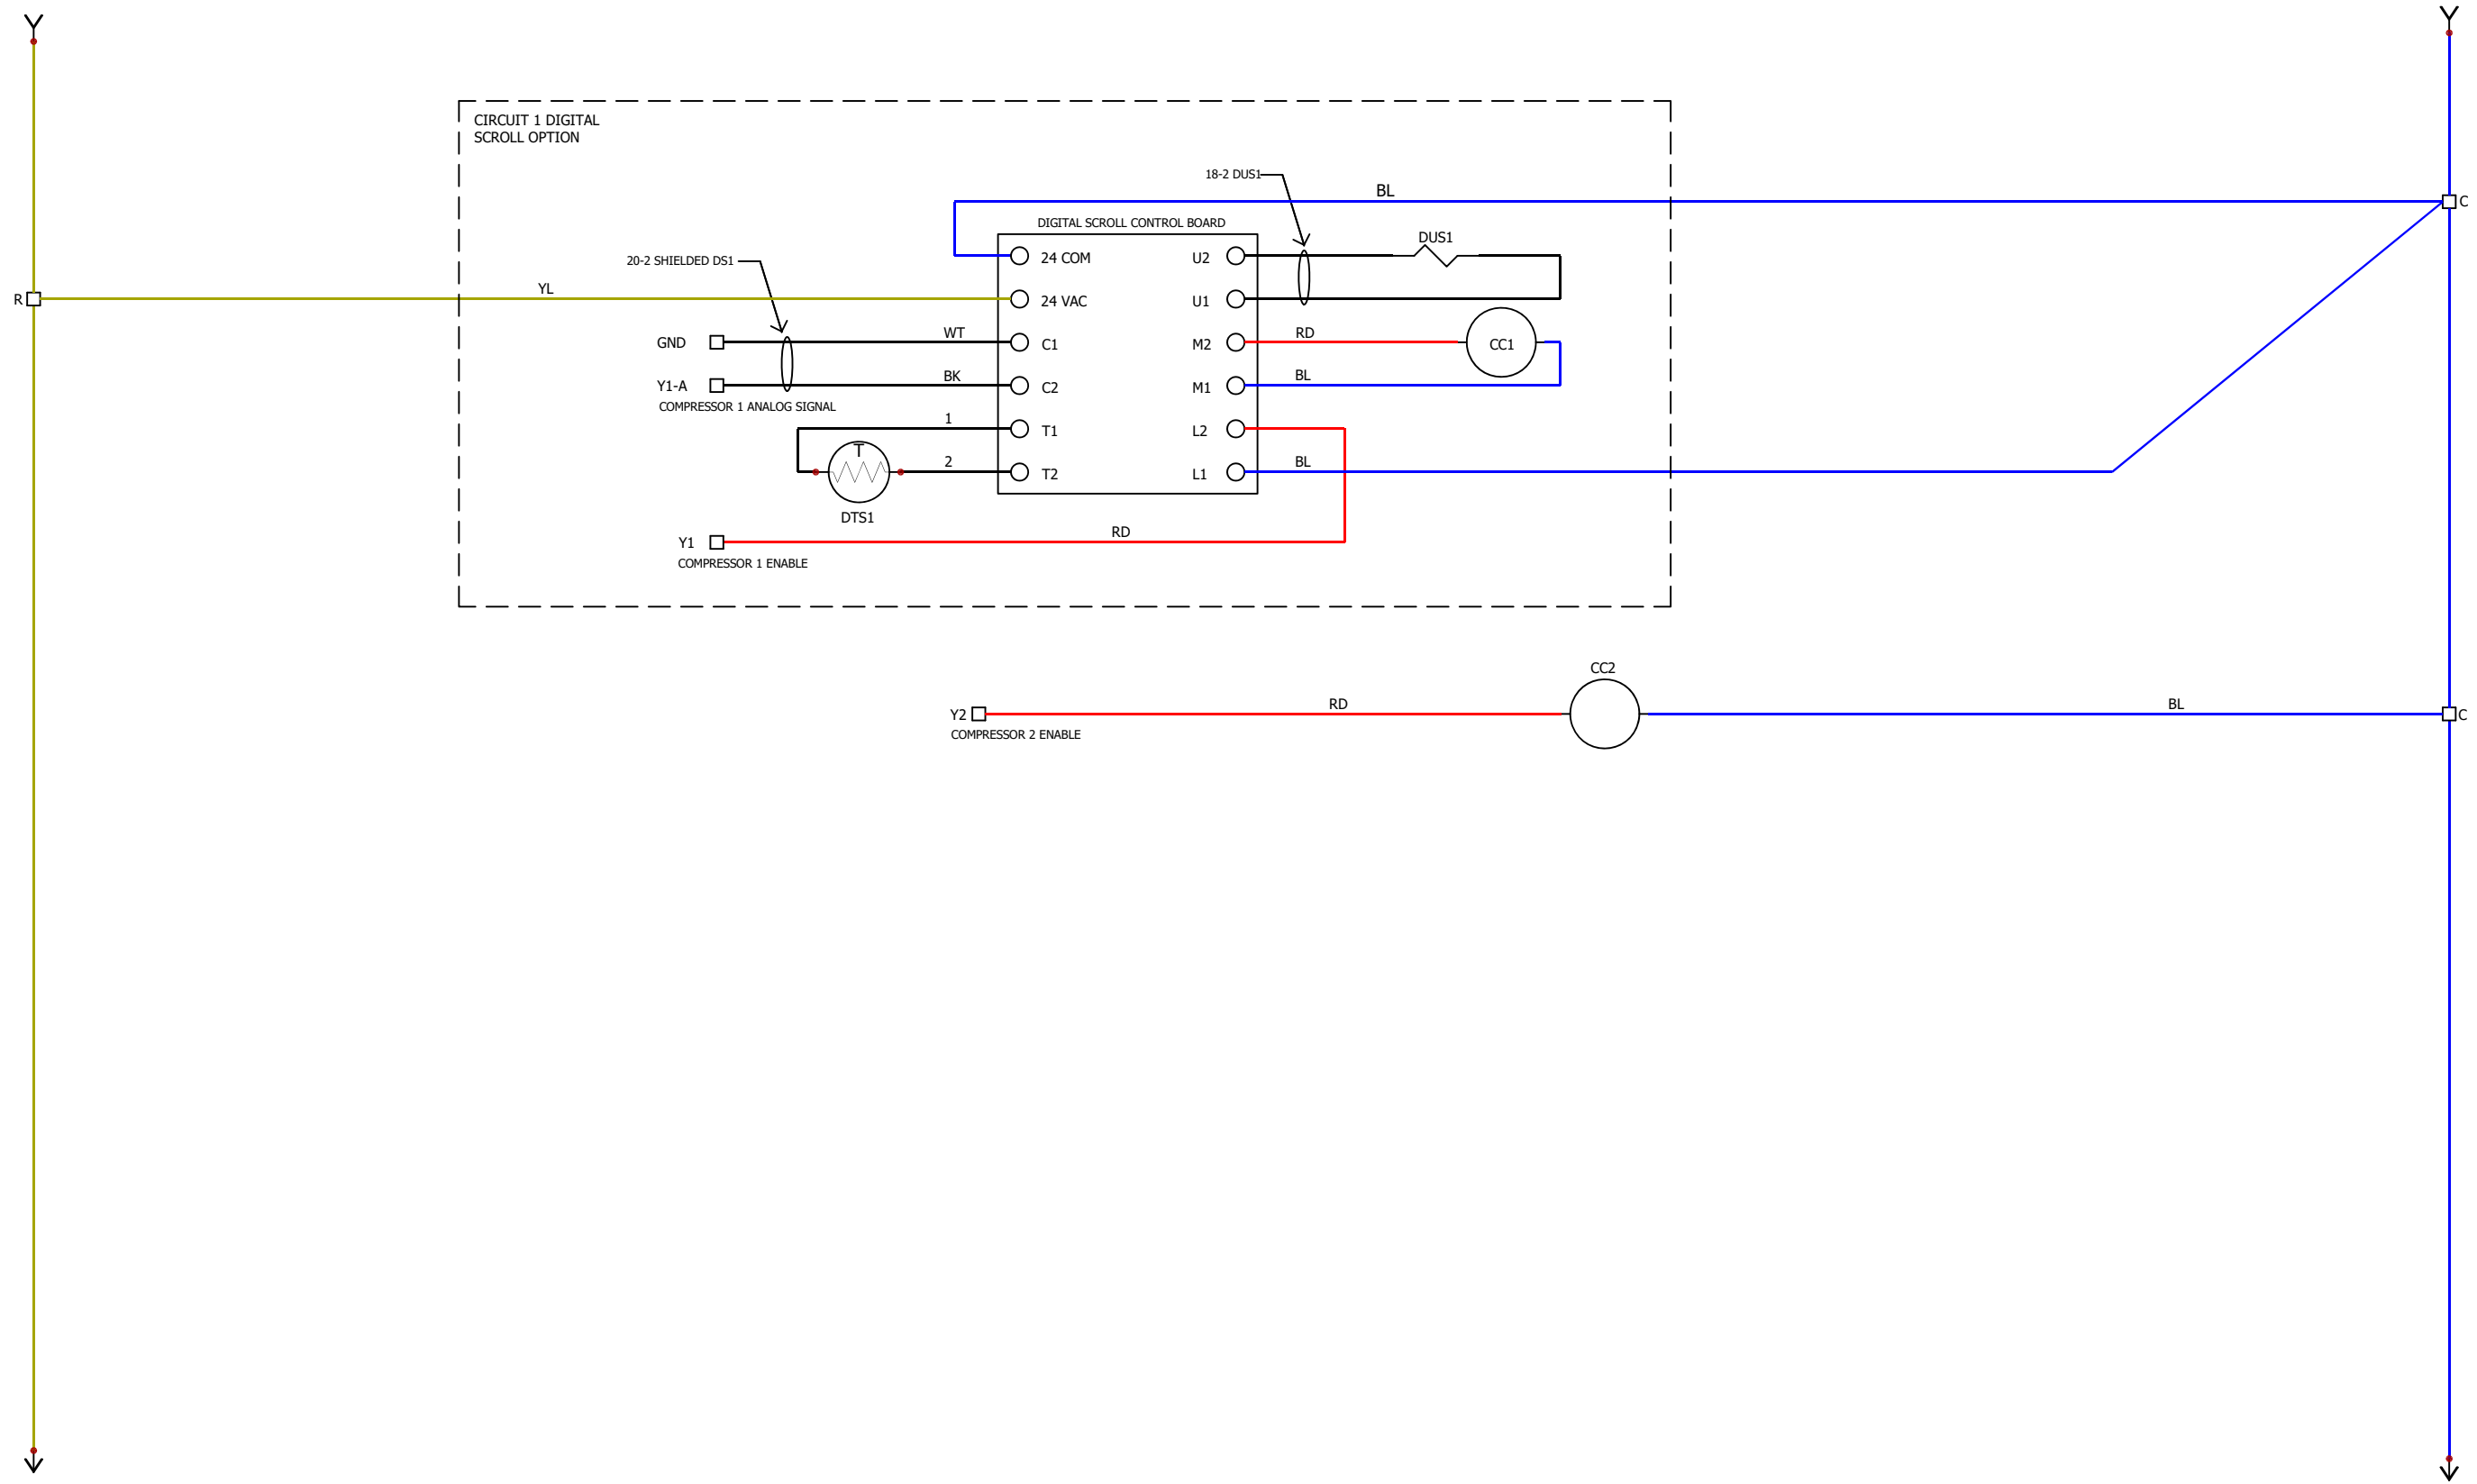 CIRCUIT 1 DIGITAL
SCROLL OPTION
18-2 DUS1
BL
C
DIGITAL SCROLL CONTROL BOARD
20-2 SHIELDED DS1
24 COM
U2
DUS1
R
YL
24 VAC
U1
GND
WT
C1
M2
RD
CC1
Y1-A
BK
C2
M1
BL
COMPRESSOR 1 ANALOG SIGNAL
1
T1
L2
T
2
T2
L1
BL
DTS1
Y1
RD
COMPRESSOR 1 ENABLE
CC2
Y2
RD
BL
C
COMPRESSOR 2 ENABLE